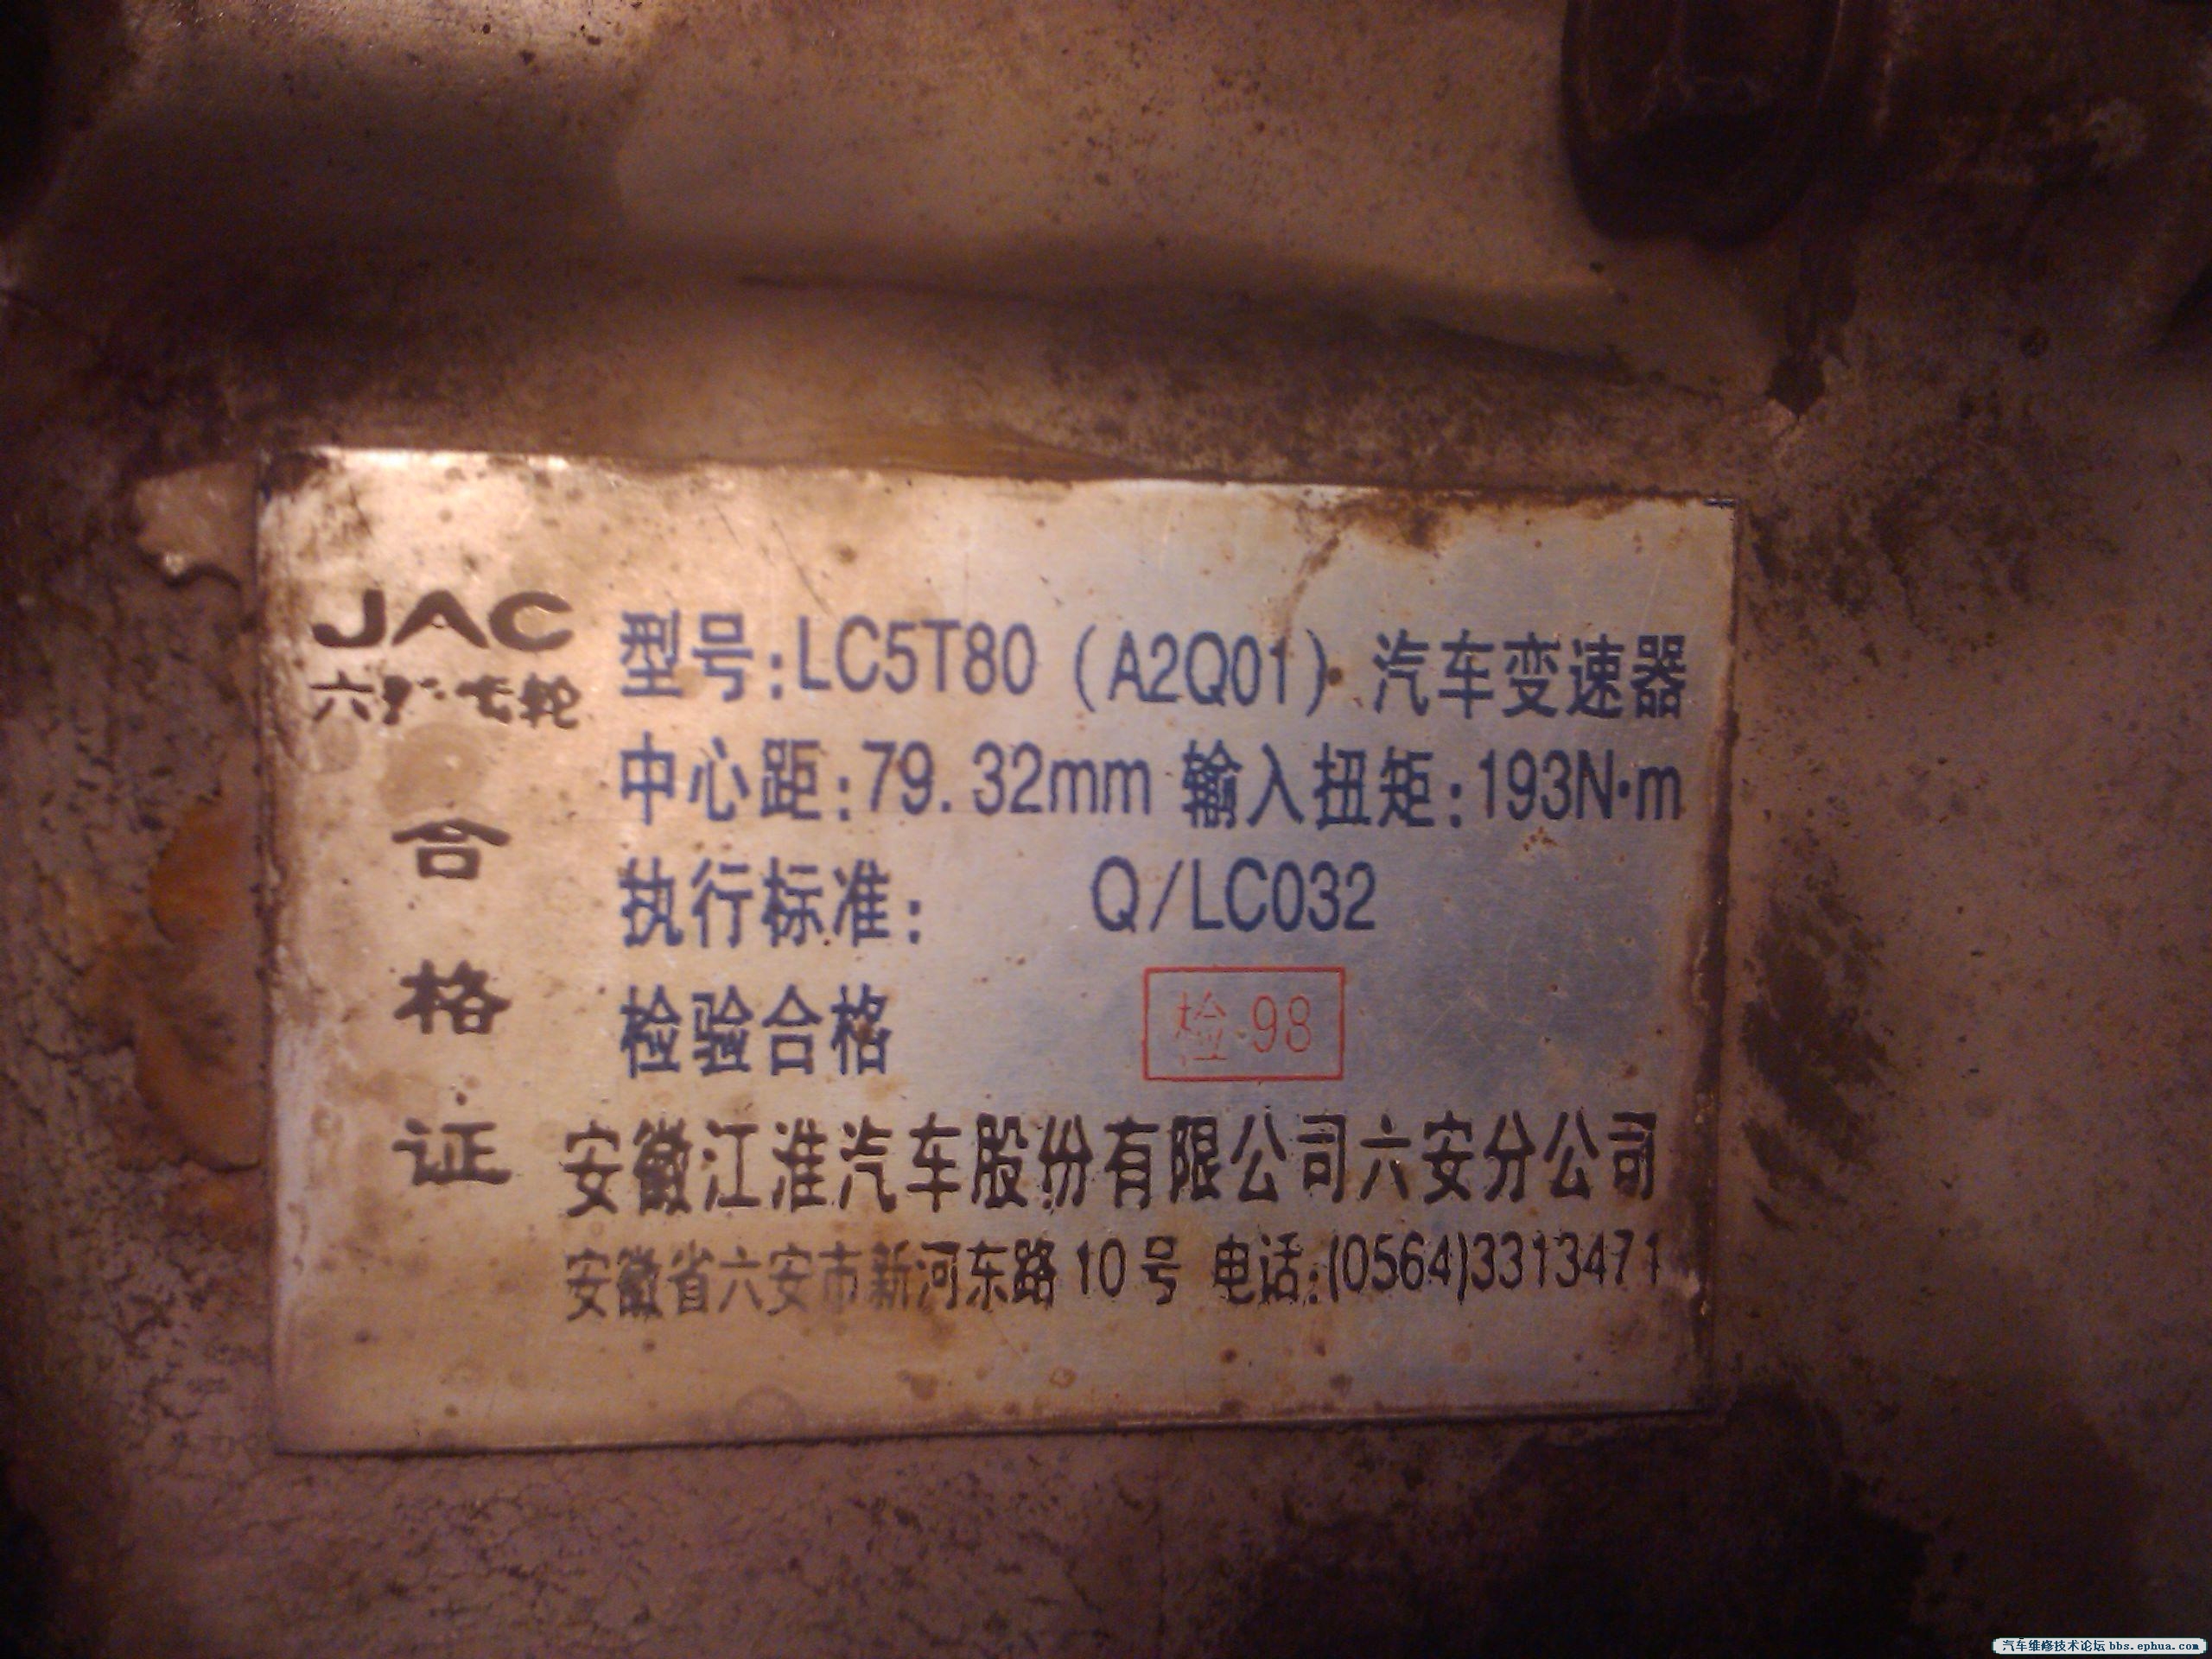 JAC
六 轮
合格证
型号:LC5T80(A2Q01) 汽车变速器
中心距:79.32mm 输入扭矩:193N·m
执行标准: Q/LC032
检验合格 检·98
安徽江淮汽车股份有限公司六安分公司
安徽省六安市新河东路10号 电话:(0564)3313471
汽车维修技术论坛 bbs.ephua.com